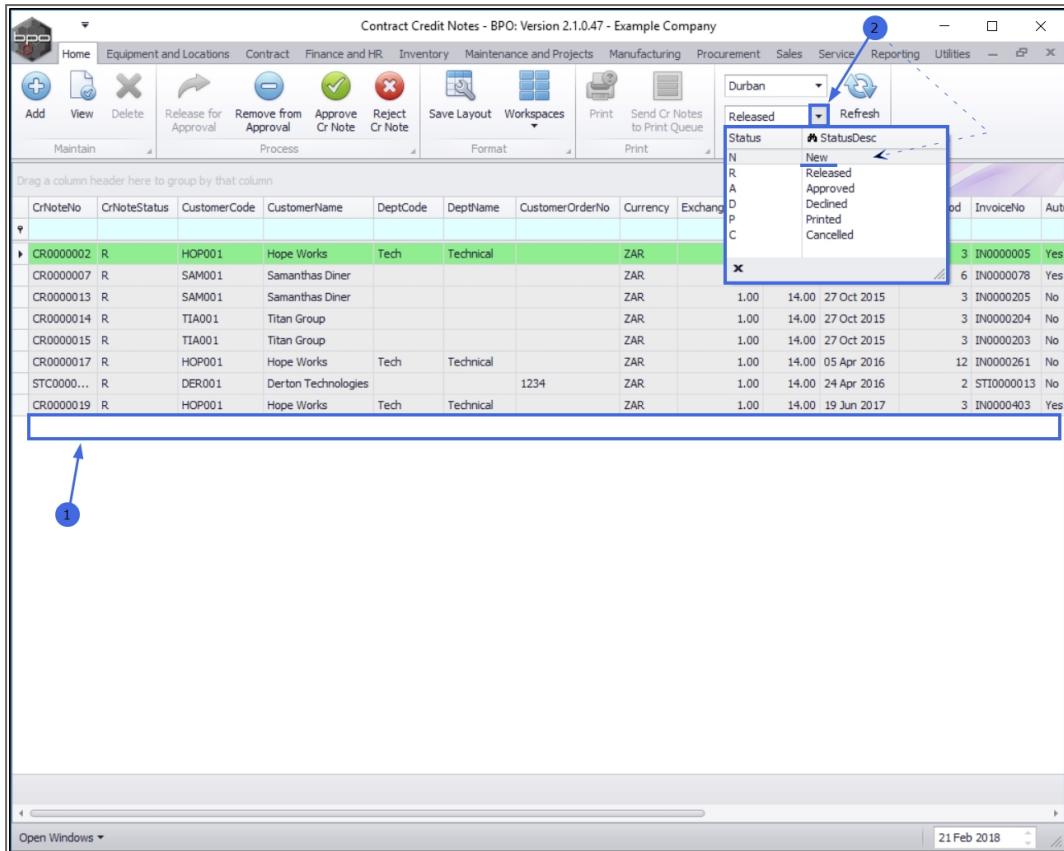 Contract Credit Notes - BPO: Version 2.1.0.47 - Example Company
2
bpo
Home Equipment and Locations Contract Finance and HR Inventory Maintenance and Projects Manufacturing Procurement Sales Service Reporting Utilities
Add View Delete Release for Approval Remove from Approval Approve Cr Note Reject Cr Note Save Layout Workspaces Print Send Cr Notes to Print Queue
Durban
Released Refresh
Maintain Process Format Print
Status StatusDesc
N New
R Released
A Approved
D Declined
P Printed
C Cancelled
Drag a column header here to group by that column
CrNoteNo CrNoteStatus CustomerCode CustomerName DeptCode DeptName CustomerOrderNo Currency Exchang od InvoiceNo Aut
CR0000002 R HOP001 Hope Works Tech Technical ZAR 3 IN0000005 Yes
CR0000007 R SAM001 Samanthas Diner ZAR 6 IN0000078 Yes
CR0000013 R SAM001 Samanthas Diner ZAR 1.00 14.00 27 Oct 2015 3 IN0000205 No
CR0000014 R TIA001 Titan Group ZAR 1.00 14.00 27 Oct 2015 3 IN0000204 No
CR0000015 R TIA001 Titan Group ZAR 1.00 14.00 27 Oct 2015 3 IN0000203 No
CR0000017 R HOP001 Hope Works Tech Technical ZAR 1.00 14.00 05 Apr 2016 12 IN0000261 No
STC0000... R DER001 Derton Technologies 1234 ZAR 1.00 14.00 24 Apr 2016 2 STI0000013 No
CR0000019 R HOP001 Hope Works Tech Technical ZAR 1.00 14.00 19 Jun 2017 3 IN0000403 Yes
1
Open Windows 21 Feb 2018